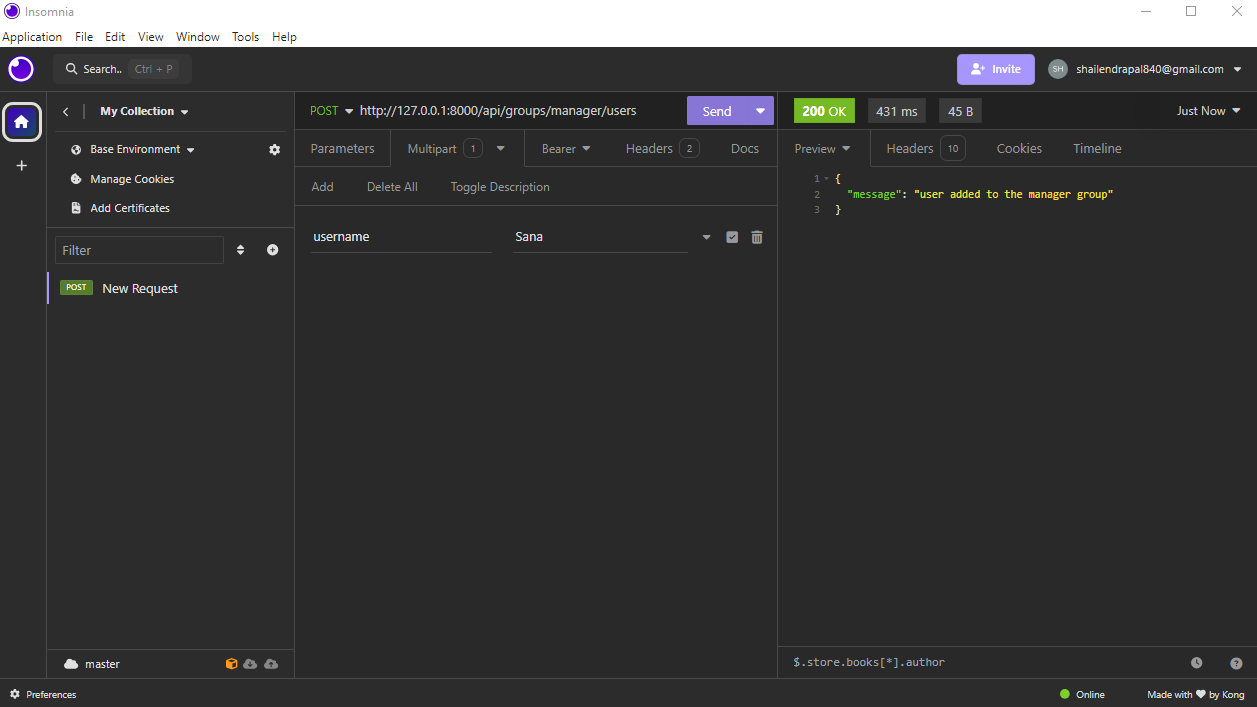 Insomnia
Application File Edit View Window Tools Help
Search.. Ctrl + P
Invite
SH shailendrapal840@gmail.com
My Collection
Base Environment
Manage Cookies
Add Certificates
Filter
POST New Request
master
POST http://127.0.0.1:8000/api/groups/manager/users Send
Parameters Multipart 1 Bearer Headers 2 Docs
Add Delete All Toggle Description
username Sana
200 OK 431 ms 45 B Just Now
Preview Headers 10 Cookies Timeline
1 {
2 "message": "user added to the manager group"
3 }
$.store.books[*].author
Preferences
Online
Made with ❤ by Kong